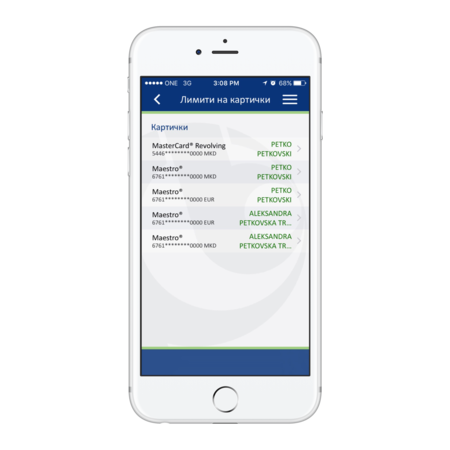 ONE 3G 3:08 PM 68%
Лимити на картички
Картички
MasterCard® Revolving PETKO
5446********0000 MKD PETKOVSKI
Maestro® PETKO
6761********0000 MKD PETKOVSKI
Maestro® PETKO
6761********0000 EUR PETKOVSKI
Maestro® ALEKSANDRA
6761********0000 EUR PETKOVSKA TR...
Maestro® ALEKSANDRA
6761********0000 MKD PETKOVSKA TR...